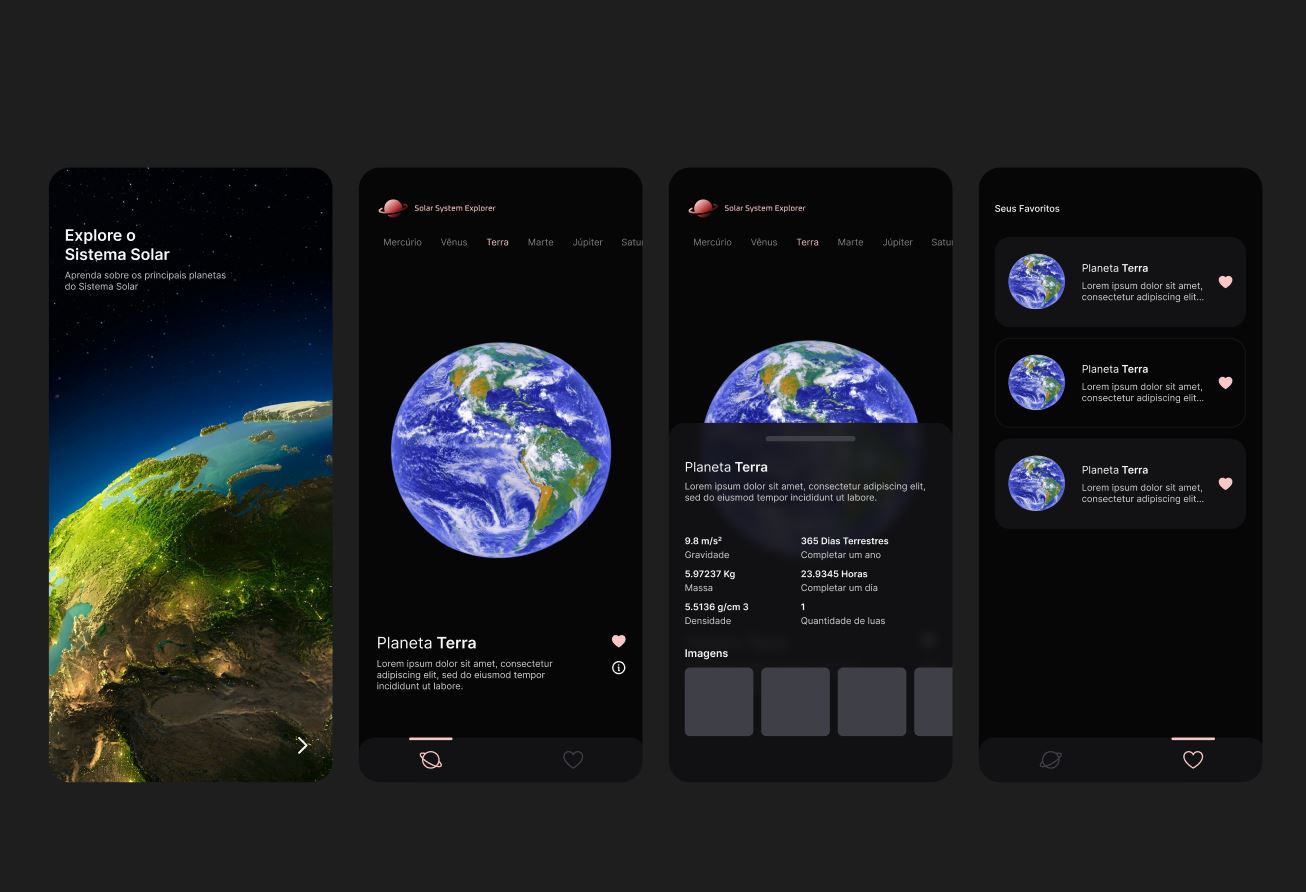 Explore o
Sistema Solar
Aprenda sobre os principais planetas
do Sistema Solar
Solar System Explorer
Mercúrio Vênus Terra Marte Júpiter Satur
Planeta Terra
Lorem ipsum dolor sit amet, consectetur
adipiscing elit, sed do eiusmod tempor
incididunt ut labore.
Solar System Explorer
Mercúrio Vênus Terra Marte Júpiter Satur
Planeta Terra
Lorem ipsum dolor sit amet, consectetur adipiscing elit,
sed do eiusmod tempor incididunt ut labore.
9.8 m/s² 365 Dias Terrestres
Gravidade Completar um ano
5.97237 Kg 23.9345 Horas
Massa Completar um dia
5.5136 g/cm 3 1
Densidade Quantidade de luas
Imagens
Seus Favoritos
Planeta Terra
Lorem ipsum dolor sit amet,
consectetur adipiscing elit...
Planeta Terra
Lorem ipsum dolor sit amet,
consectetur adipiscing elit...
Planeta Terra
Lorem ipsum dolor sit amet,
consectetur adipiscing elit...